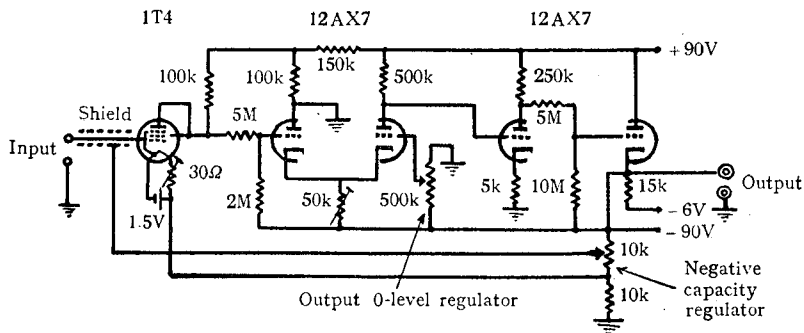 1T4
12AX7
12AX7
+90V
150k
100k
100k
500k
250k
Shield
5M
5M
Input
30Ω
2M
50k
500k
5k
10M
15k
Output
1.5V
−6V
−90V
10k
Output 0-level regulator
Negative
capacity
regulator
10k